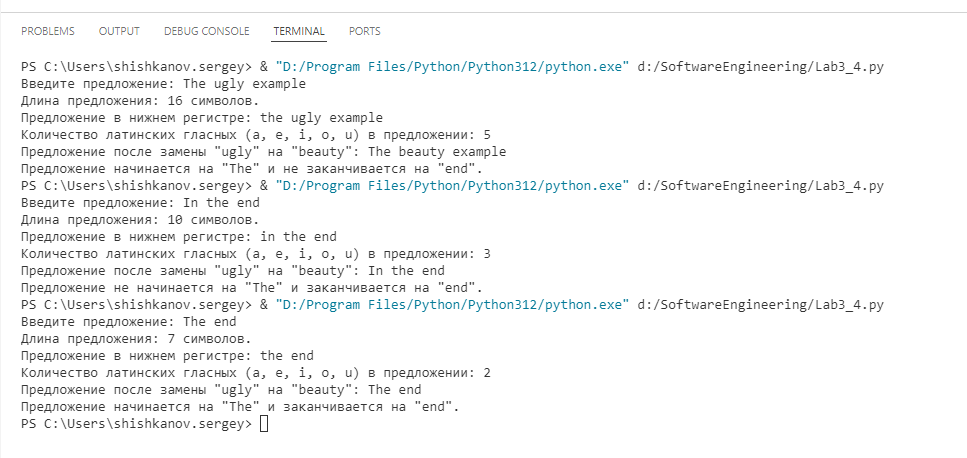 PROBLEMS OUTPUT DEBUG CONSOLE TERMINAL PORTS
PS C:\Users\shishkanov.sergey> & "D:/Program Files/Python/Python312/python.exe" d:/SoftwareEngineering/Lab3_4.py
Введите предложение: The ugly example
Длина предложения: 16 символов.
Предложение в нижнем регистре: the ugly example
Количество латинских гласных (a, e, i, o, u) в предложении: 5
Предложение после замены "ugly" на "beauty": The beauty example
Предложение начинается на "The" и не заканчивается на "end".
PS C:\Users\shishkanov.sergey> & "D:/Program Files/Python/Python312/python.exe" d:/SoftwareEngineering/Lab3_4.py
Введите предложение: In the end
Длина предложения: 10 символов.
Предложение в нижнем регистре: in the end
Количество латинских гласных (a, e, i, o, u) в предложении: 3
Предложение после замены "ugly" на "beauty": In the end
Предложение не начинается на "The" и заканчивается на "end".
PS C:\Users\shishkanov.sergey> & "D:/Program Files/Python/Python312/python.exe" d:/SoftwareEngineering/Lab3_4.py
Введите предложение: The end
Длина предложения: 7 символов.
Предложение в нижнем регистре: the end
Количество латинских гласных (a, e, i, o, u) в предложении: 2
Предложение после замены "ugly" на "beauty": The end
Предложение начинается на "The" и заканчивается на "end".
PS C:\Users\shishkanov.sergey>